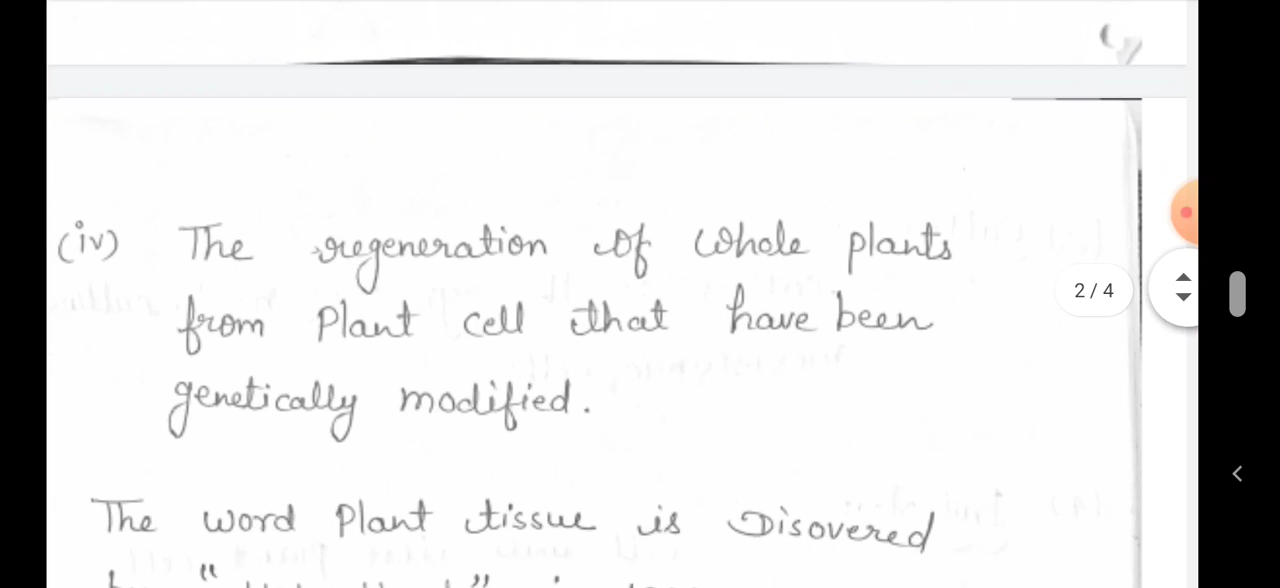 (iv) The regeneration of whole plants
from Plant cell that have been
genetically modified.
2 / 4
The word Plant tissue is Disovered